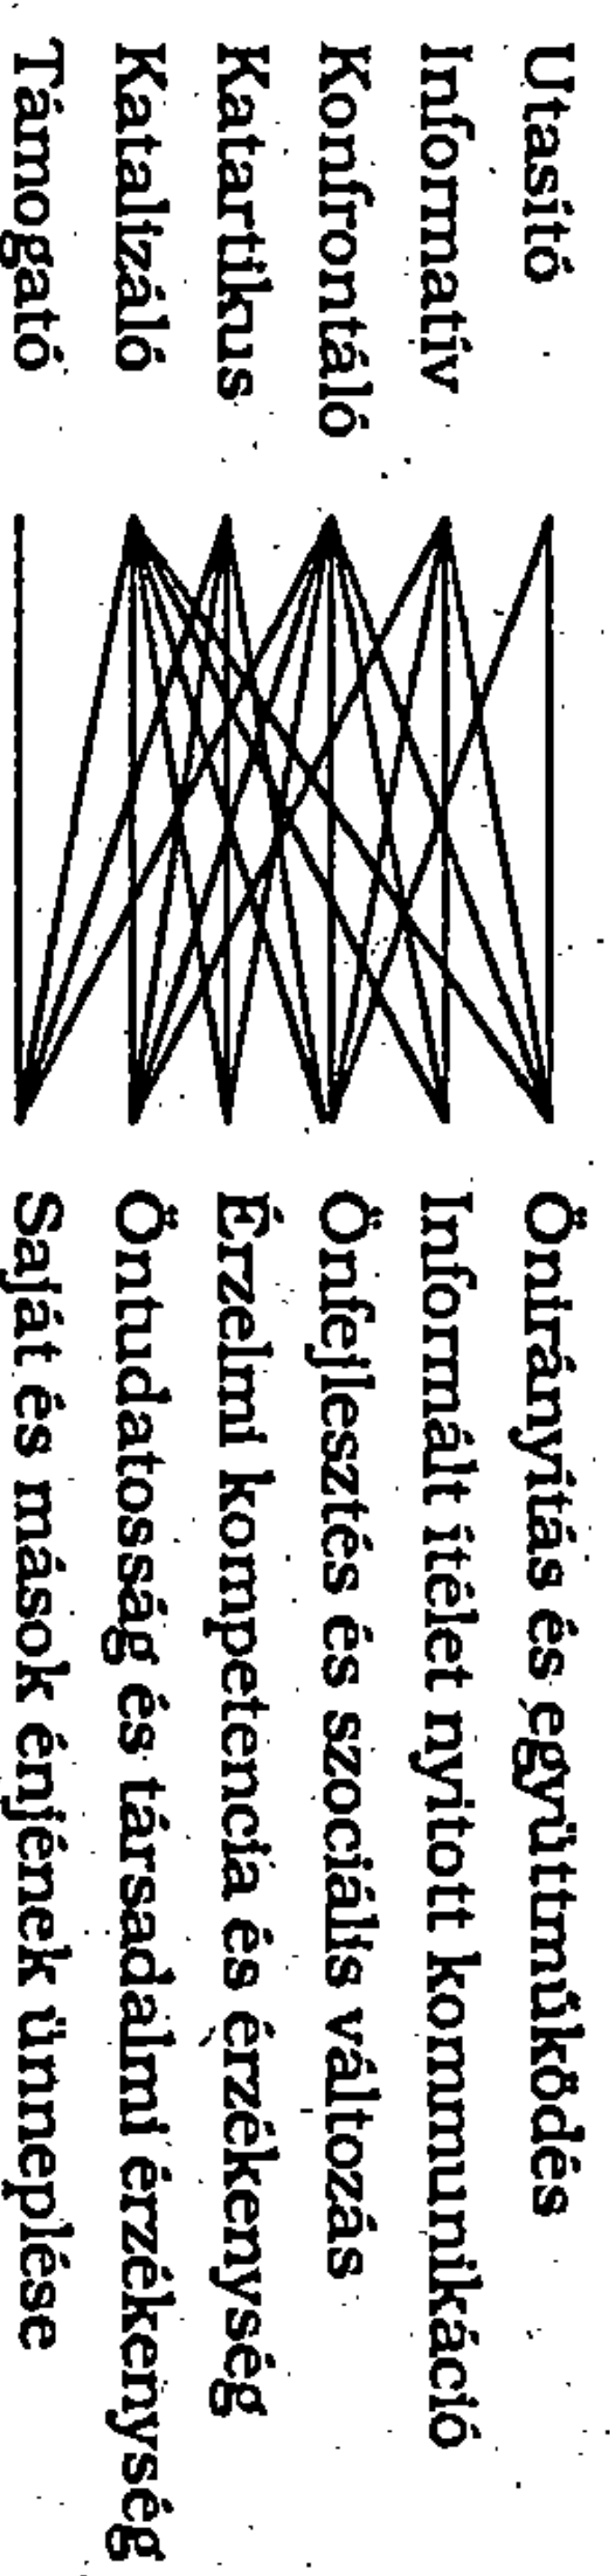 Utasító
Informatív
Konfrontáló
Katartikus
Katalizáló
Támogató
Önirányitás és együttműködés
Informált ítélet nyitott kommunikáció
Önfejlesztés és szociális változás
Érzelmi kompetencia és érzékenység
Öntudatosság és társadalmi érzékenység
Saját és mások énjének ünneplése